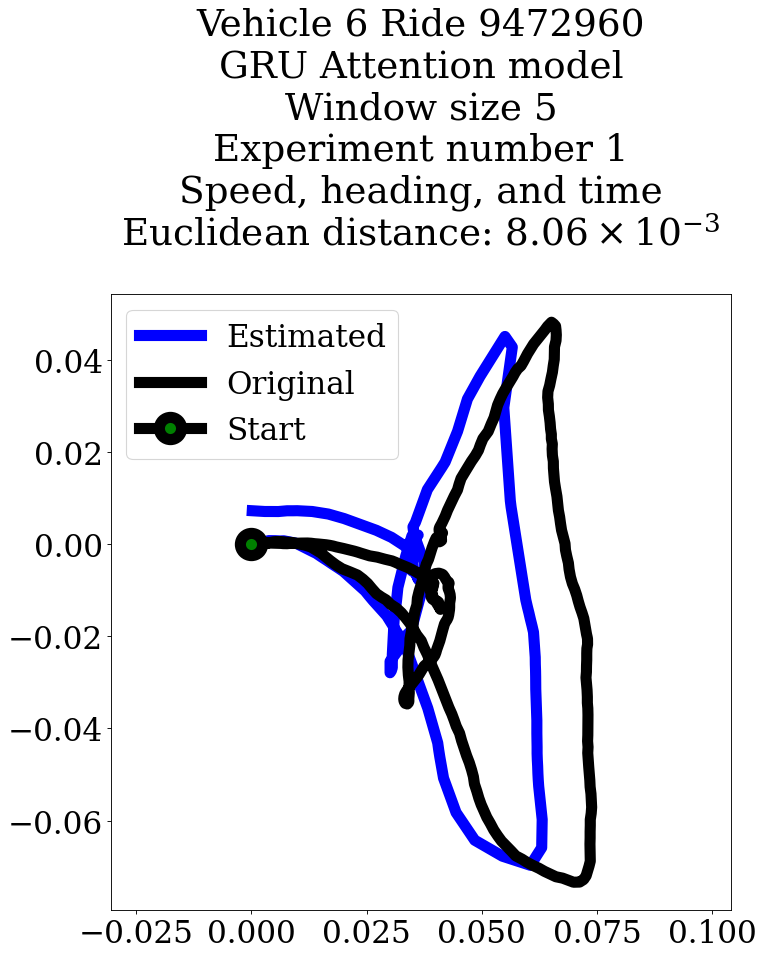 Vehicle 6 Ride 9472960
GRU Attention model
Window size 5
Experiment number 1
Speed, heading, and time
Euclidean distance: 8.06 × 10⁻³
Estimated
Original
Start
0.04
0.02
0.00
−0.02
−0.04
−0.06
−0.025 0.000 0.025 0.050 0.075 0.100